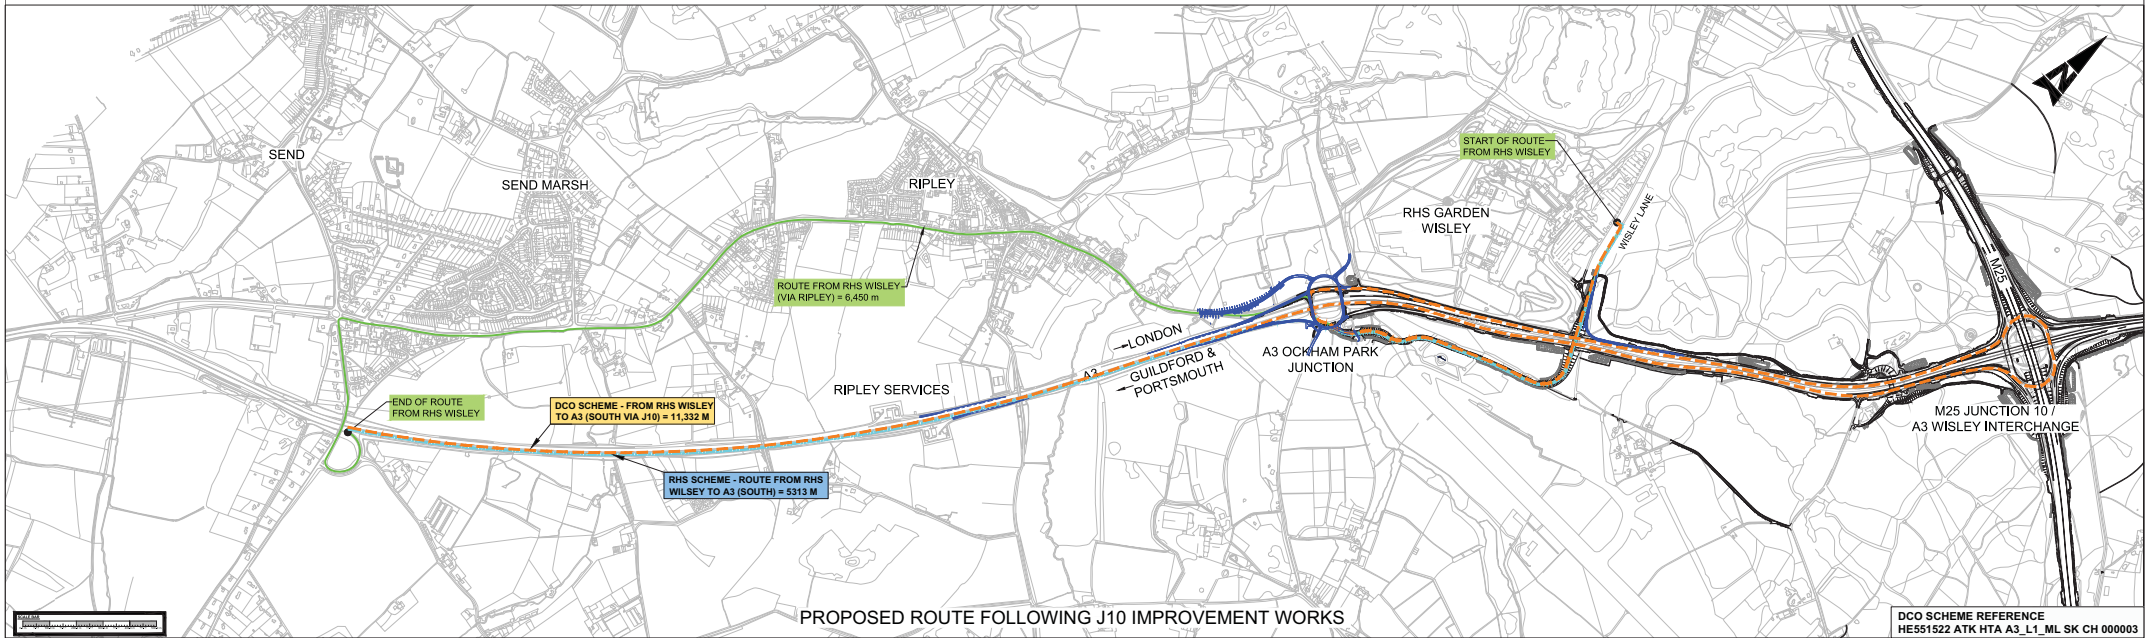 SEND
SEND MARSH
RIPLEY
START OF ROUTE
FROM RHS WISLEY
RHS GARDEN
WISLEY
WISLEY LANE
M25
ROUTE FROM RHS WISLEY
(VIA RIPLEY) = 6,450 m
LONDON
GUILDFORD &
PORTSMOUTH
A3
A3 OCKHAM PARK
JUNCTION
RIPLEY SERVICES
END OF ROUTE
FROM RHS WISLEY
DCO SCHEME - FROM RHS WISLEY
TO A3 (SOUTH VIA J10) = 11,332 M
M25 JUNCTION 10 /
A3 WISLEY INTERCHANGE
RHS SCHEME - ROUTE FROM RHS
WILSEY TO A3 (SOUTH) = 5313 M
PROPOSED ROUTE FOLLOWING J10 IMPROVEMENT WORKS
DCO SCHEME REFERENCE
HE551522 ATK HTA A3_L1_ML SK CH 000003
N